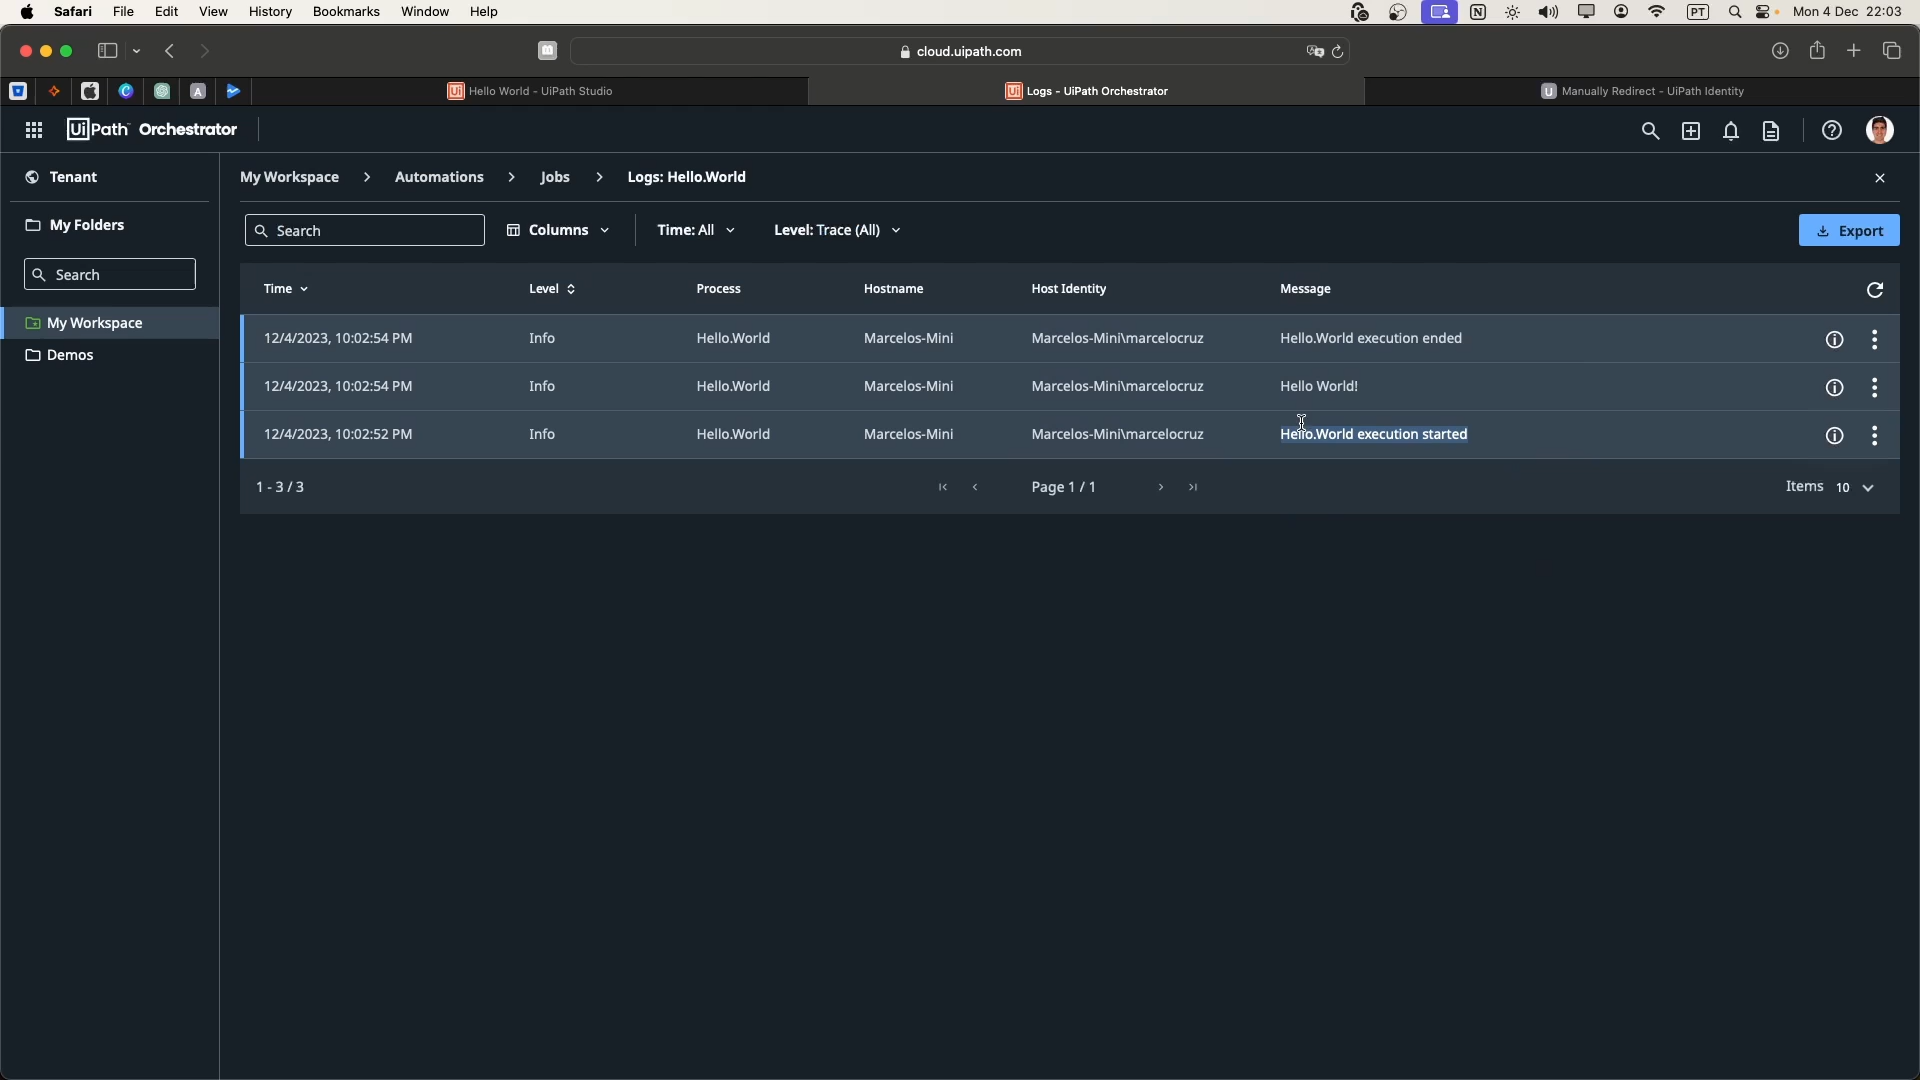 Safari File Edit View History Bookmarks Window Help PT Mon 4 Dec 22:03
cloud.uipath.com
A Ui Hello World - UiPath Studio Ui Logs - UiPath Orchestrator U Manually Redirect - UiPath Identity
UiPath™ Orchestrator
Tenant
My Workspace > Automations > Jobs > Logs: Hello.World
My Folders
Search
Search Columns Time: All Level: Trace (All) Export
My Workspace
Demos
Time Level Process Hostname Host Identity Message
12/4/2023, 10:02:54 PM Info Hello.World Marcelos-Mini Marcelos-Mini\marcelocruz Hello.World execution ended
12/4/2023, 10:02:54 PM Info Hello.World Marcelos-Mini Marcelos-Mini\marcelocruz Hello World!
12/4/2023, 10:02:52 PM Info Hello.World Marcelos-Mini Marcelos-Mini\marcelocruz Hello.World execution started
1 - 3 / 3 Page 1 / 1 Items 10